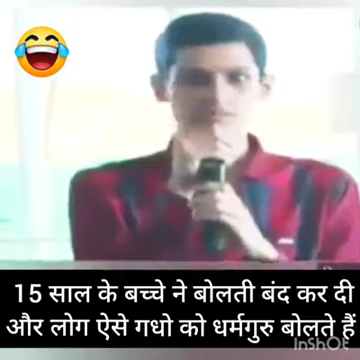 15 साल के बच्चे ने बोलती बंद कर दी
और लोग ऐसे गधो को धर्मगुरु बोलते हैं
InShOt